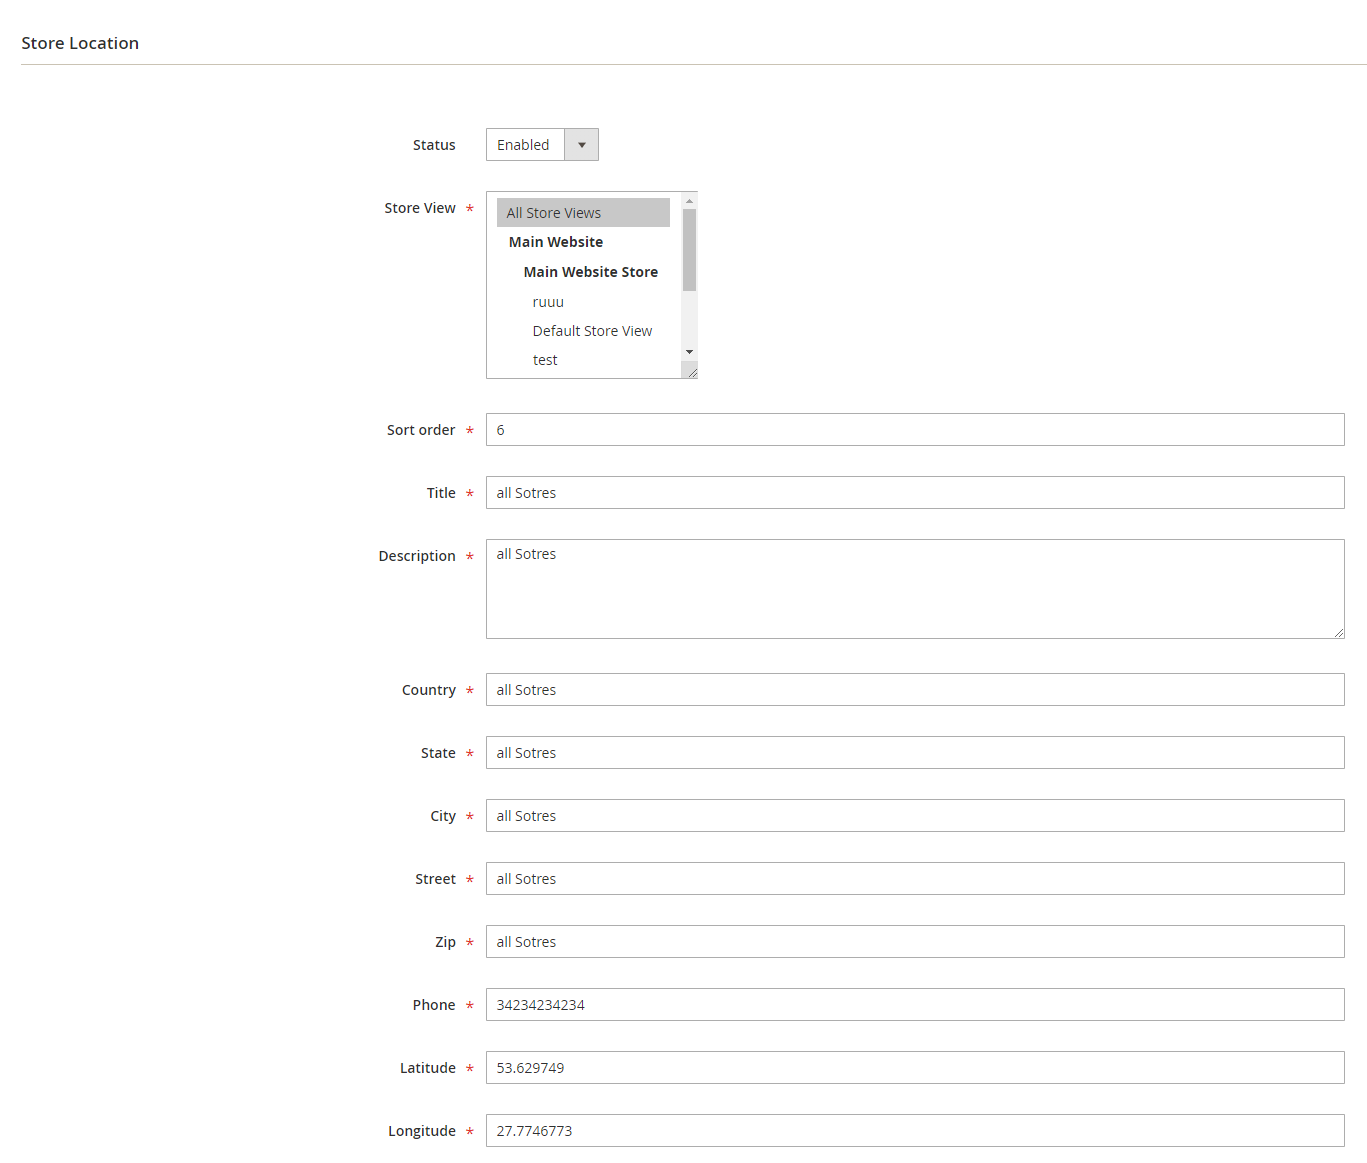 Store Location
Status Enabled
Store View * All Store Views
Main Website
Main Website Store
ruuu
Default Store View
test
Sort order * 6
Title * all Sotres
Description * all Sotres
Country * all Sotres
State * all Sotres
City * all Sotres
Street * all Sotres
Zip * all Sotres
Phone * 34234234234
Latitude * 53.629749
Longitude * 27.7746773